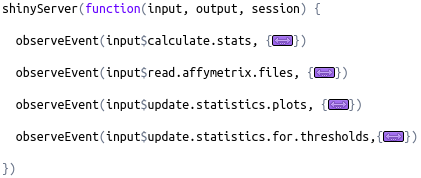 shinyServer(function(input, output, session) {
observeEvent(input$calculate.stats, {})
observeEvent(input$read.affymetrix.files, {})
observeEvent(input$update.statistics.plots, {})
observeEvent(input$update.statistics.for.thresholds,{})
})